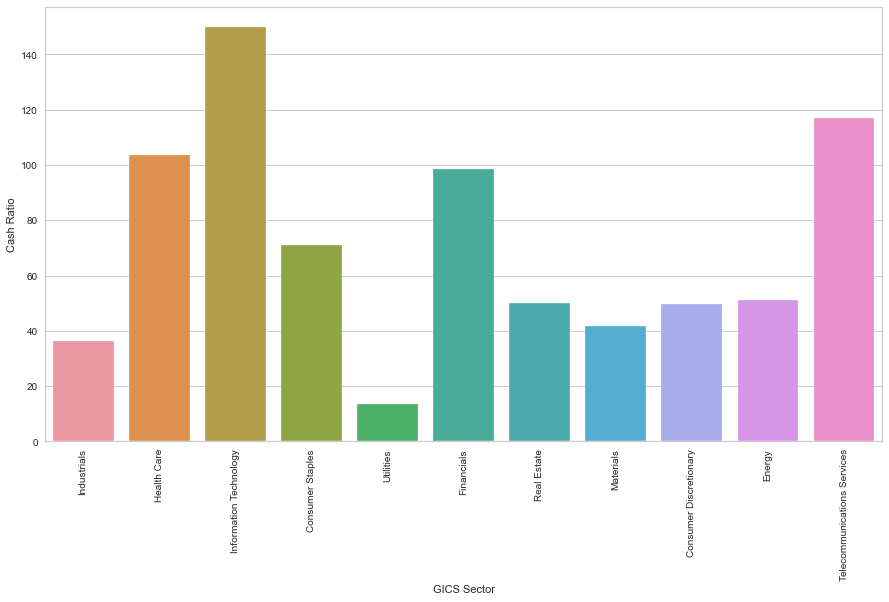 140
120
100
80
60
40
20
0
Cash Ratio
Industrials
Health Care
Information Technology
Consumer Staples
Utilities
Financials
Real Estate
Materials
Consumer Discretionary
Energy
Telecommunications Services
GICS Sector